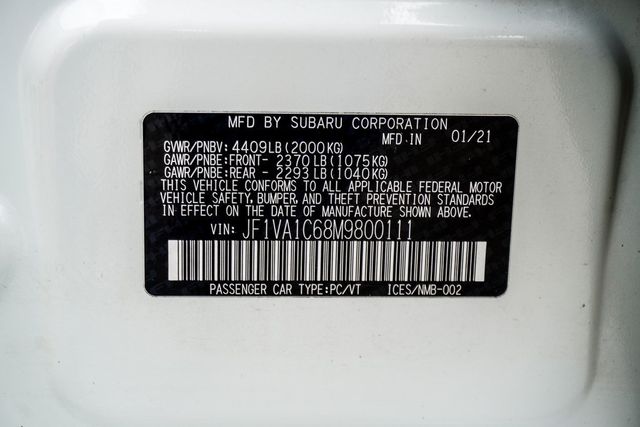 MFD BY SUBARU CORPORATION
MFD IN 01/21
GVWR/PNBV: 4409LB(2000KG)
GAWR/PNBE:FRONT- 2370LB(1075KG)
GAWR/PNBE:REAR - 2293LB(1040KG)
THIS VEHICLE CONFORMS TO ALL APPLICABLE FEDERAL MOTOR
VEHICLE SAFETY, BUMPER, AND THEFT PREVENTION STANDARDS
IN EFFECT ON THE DATE OF MANUFACTURE SHOWN ABOVE.
VIN: JF1VA1C68M9800111
PASSENGER CAR TYPE:PC/VT ICES/NMB-002